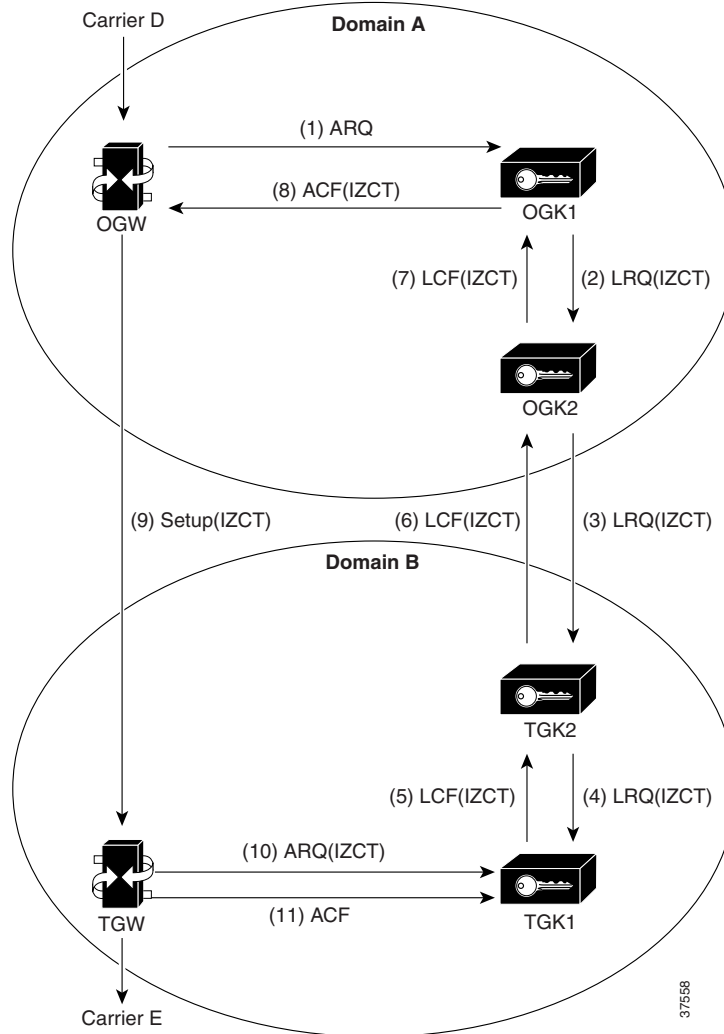 Carrier D
Domain A
(1) ARQ
(8) ACF(IZCT)
OGW
OGK1
(7) LCF(IZCT)
(2) LRQ(IZCT)
OGK2
(9) Setup(IZCT)
(6) LCF(IZCT)
(3) LRQ(IZCT)
Domain B
TGK2
(5) LCF(IZCT)
(4) LRQ(IZCT)
(10) ARQ(IZCT)
(11) ACF
TGW
TGK1
Carrier E
37558